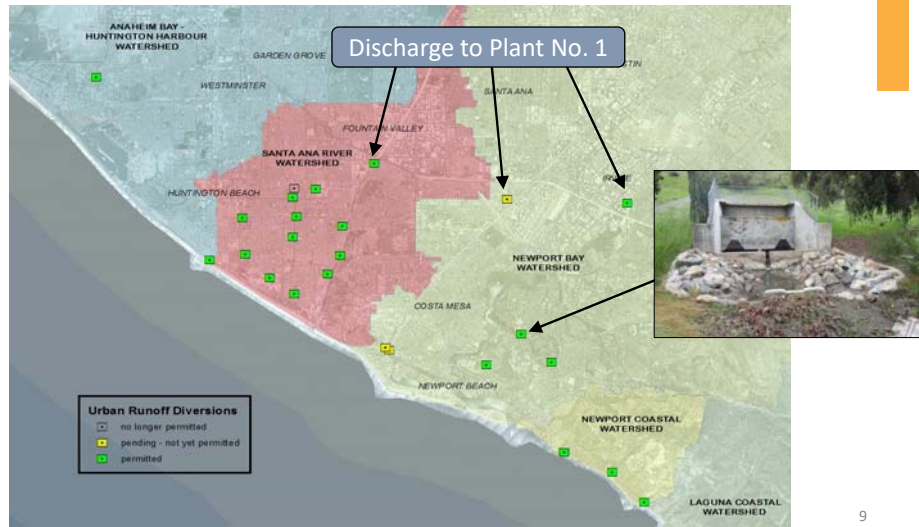 ANAHEIM BAY -
HUNTINGTON HARBOUR
WATERSHED
GARDEN GROVE
Discharge to Plant No. 1
TIN
WESTMINSTER
SANTA ANA
FOUNTAIN VALLEY
SANTA ANA RIVER
WATERSHED
HUNTINGTON BEACH
NEWPORT BAY
WATERSHED
COSTA MESA
NEWPORT BEACH
Urban Runoff Diversions
no longer permitted
pending - not yet permitted
permitted
NEWPORT COASTAL
WATERSHED
LAGUNA COASTAL
WATERSHED
9